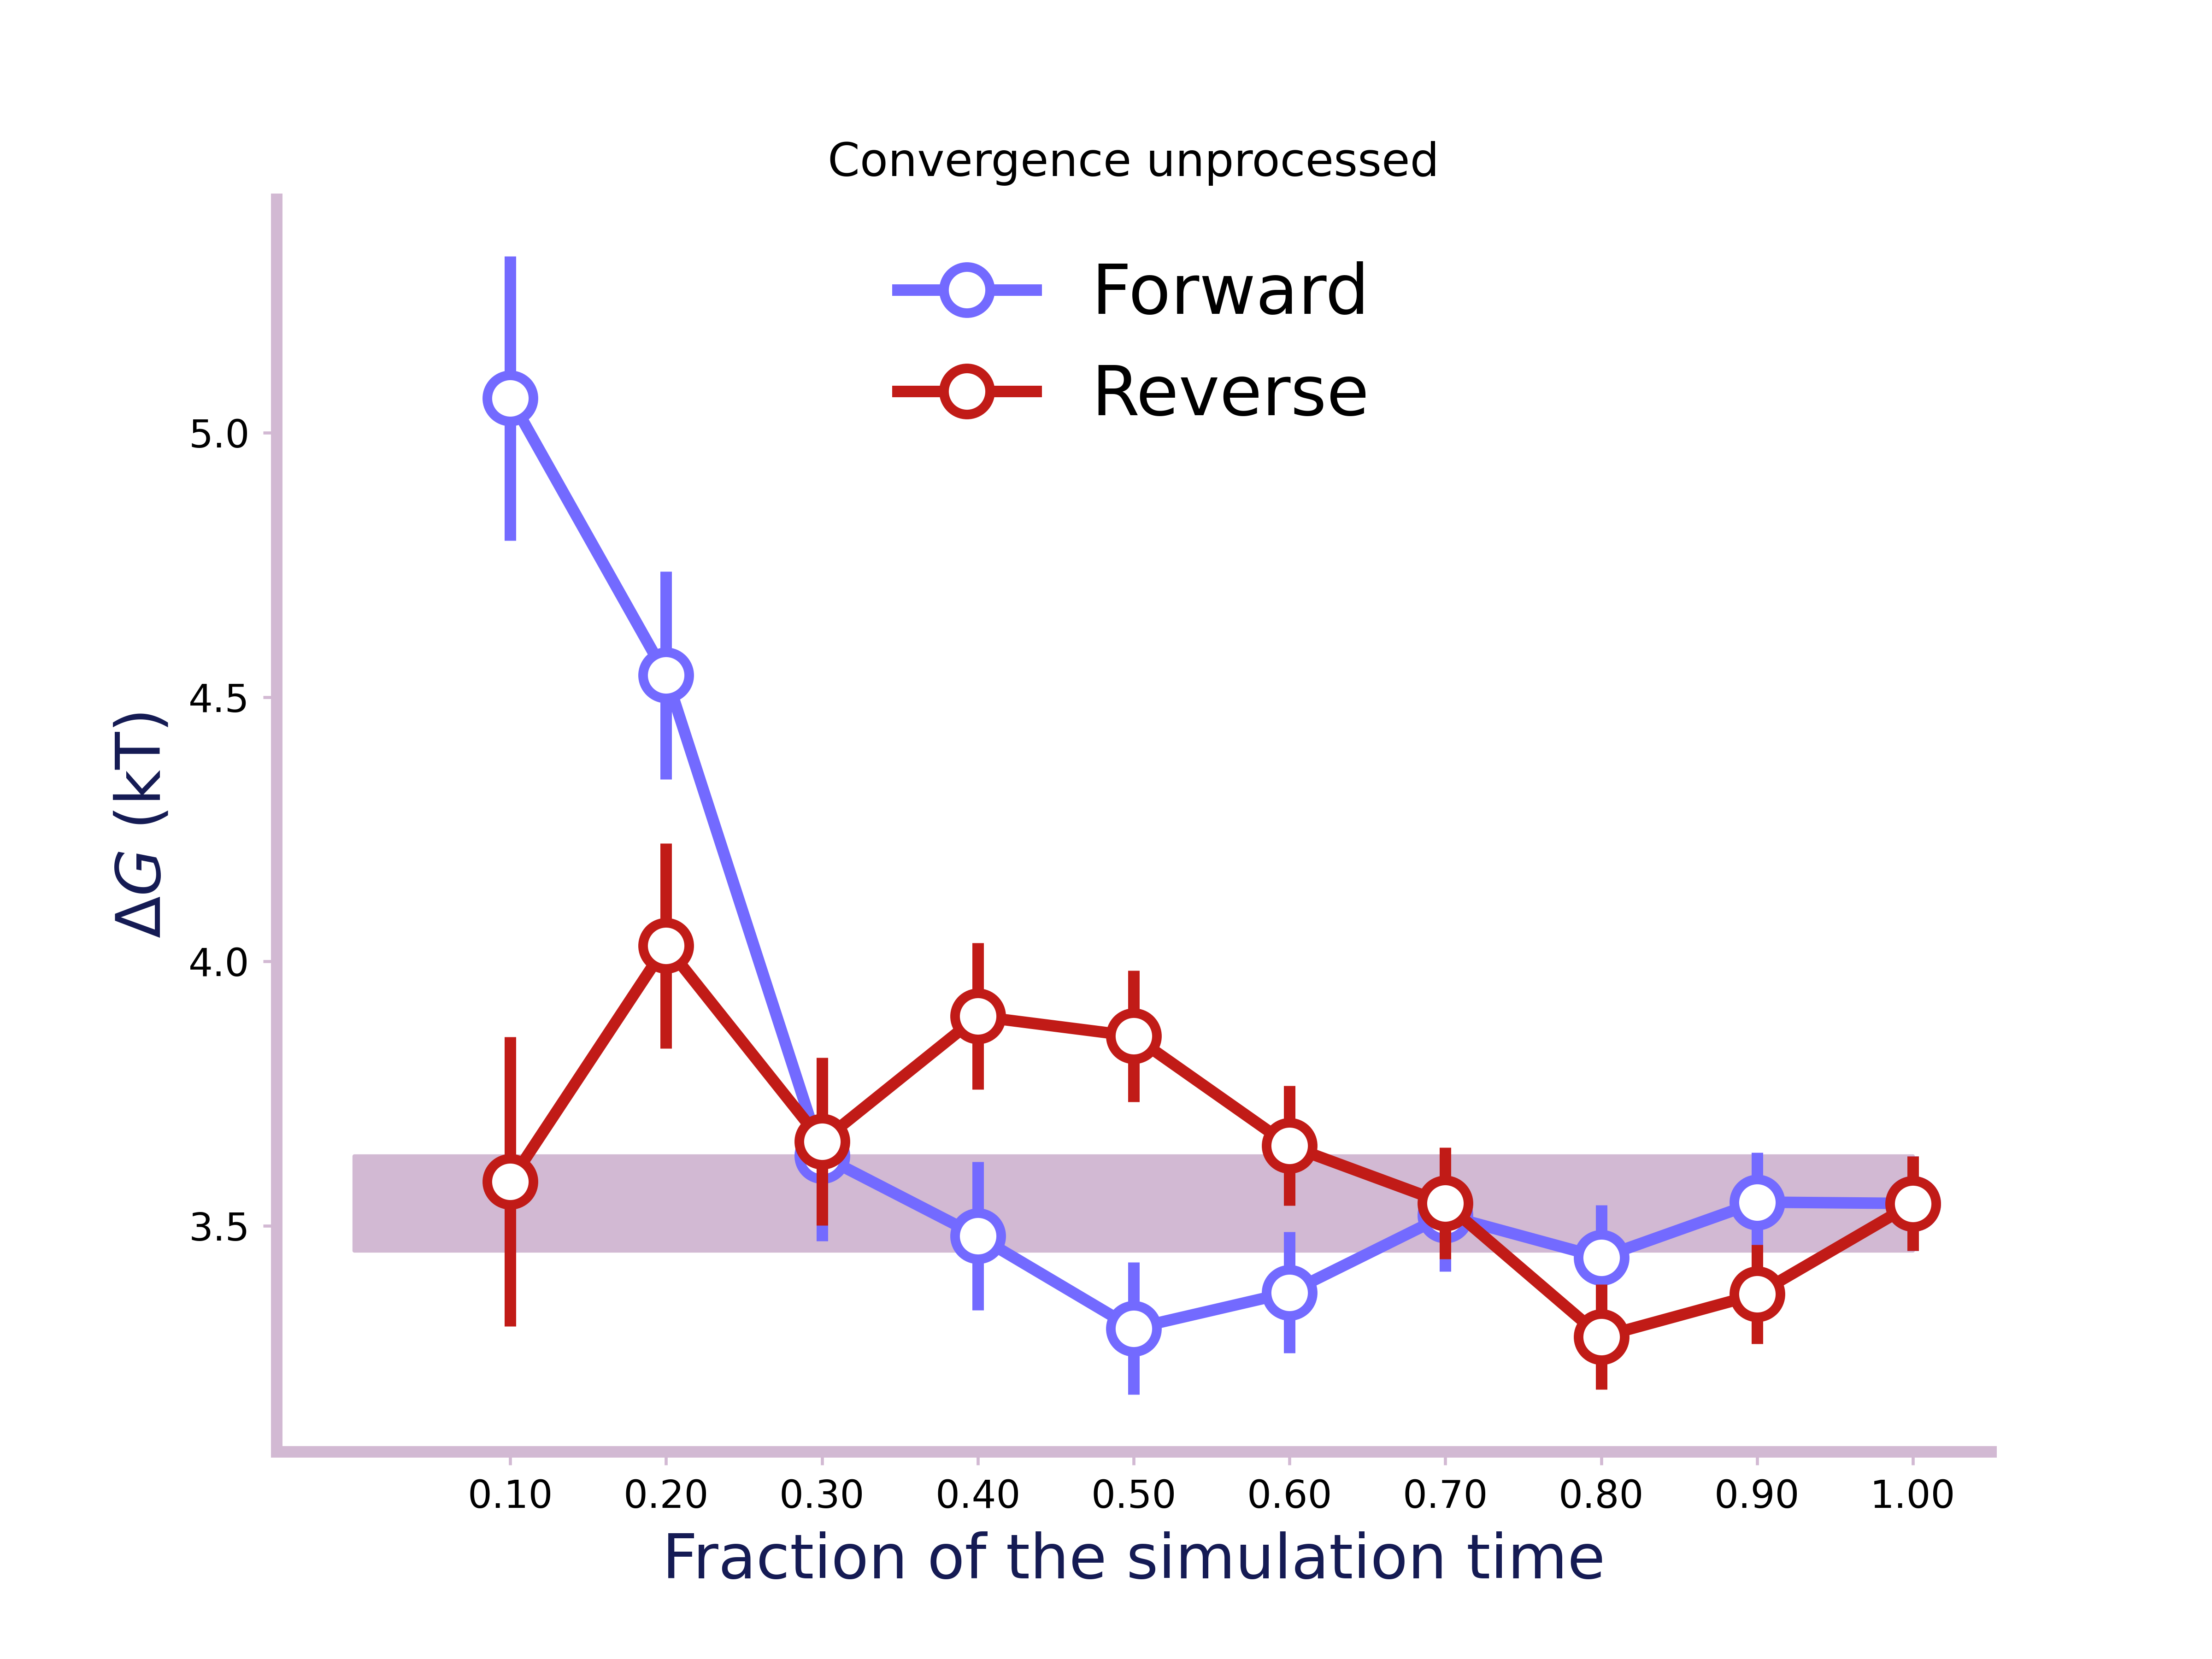 Convergence unprocessed
Forward
Reverse
ΔG (kT)
5.0
4.5
4.0
3.5
0.10 0.20 0.30 0.40 0.50 0.60 0.70 0.80 0.90 1.00
Fraction of the simulation time